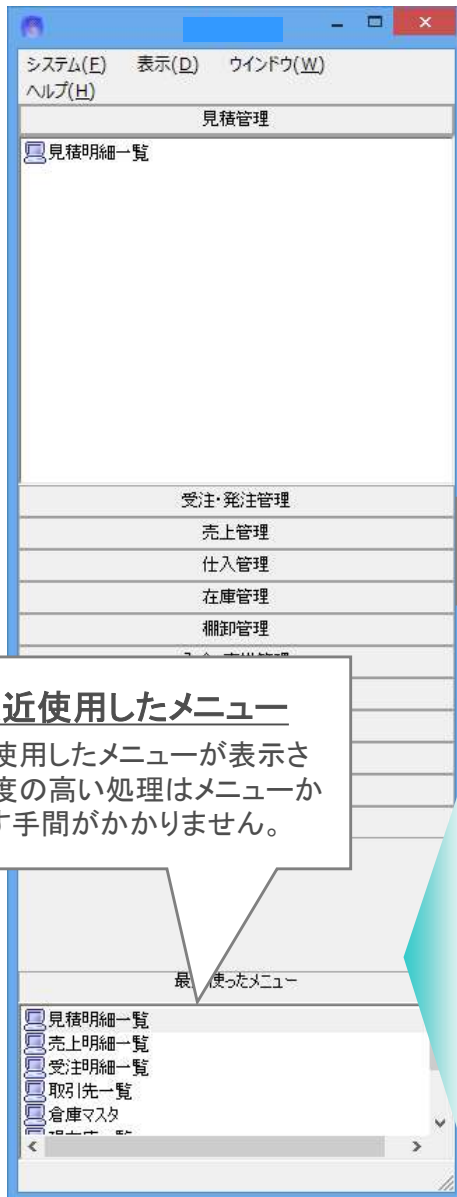 システム(E) 表示(D) ウインドウ(W)
ヘルプ(H)
見積管理
見積明細一覧
受注・発注管理
売上管理
仕入管理
在庫管理
棚卸管理
近使用したメニュー
使用したメニューが表示さ
度の高い処理はメニューか
す手間がかかりません。
最 使ったメニュー
見積明細一覧
売上明細一覧
受注明細一覧
取引先一覧
倉庫マスタ